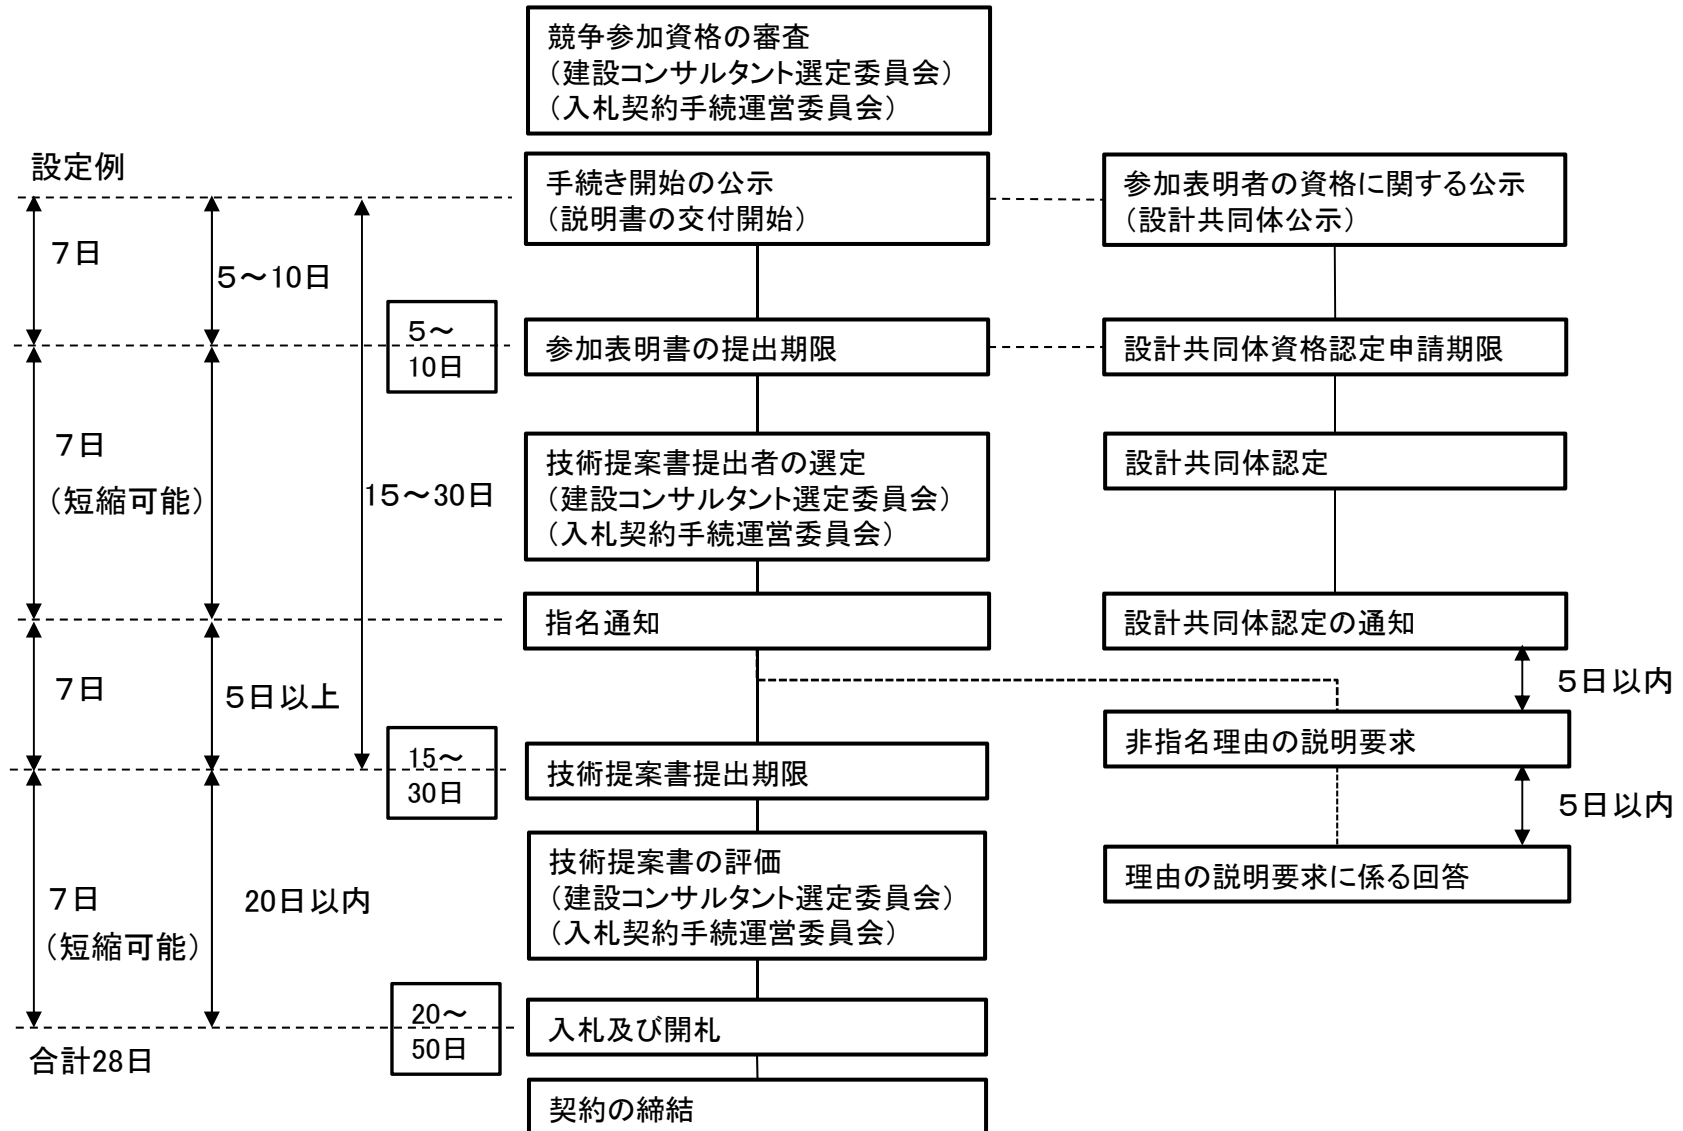 競争参加資格の審査
（建設コンサルタント選定委員会）
（入札契約手続運営委員会）
設定例
手続き開始の公示
（説明書の交付開始）
参加表明者の資格に関する公示
（設計共同体公示）
７日
５～10日
５～
10日
参加表明書の提出期限
設計共同体資格認定申請期限
７日
（短縮可能）
15～30日
技術提案書提出者の選定
（建設コンサルタント選定委員会）
（入札契約手続運営委員会）
設計共同体認定
指名通知
設計共同体認定の通知
７日
５日以上
５日以内
非指名理由の説明要求
15～
30日
技術提案書提出期限
５日以内
技術提案書の評価
（建設コンサルタント選定委員会）
（入札契約手続運営委員会）
理由の説明要求に係る回答
７日
（短縮可能）
20日以内
20～
50日
入札及び開札
合計28日
契約の締結